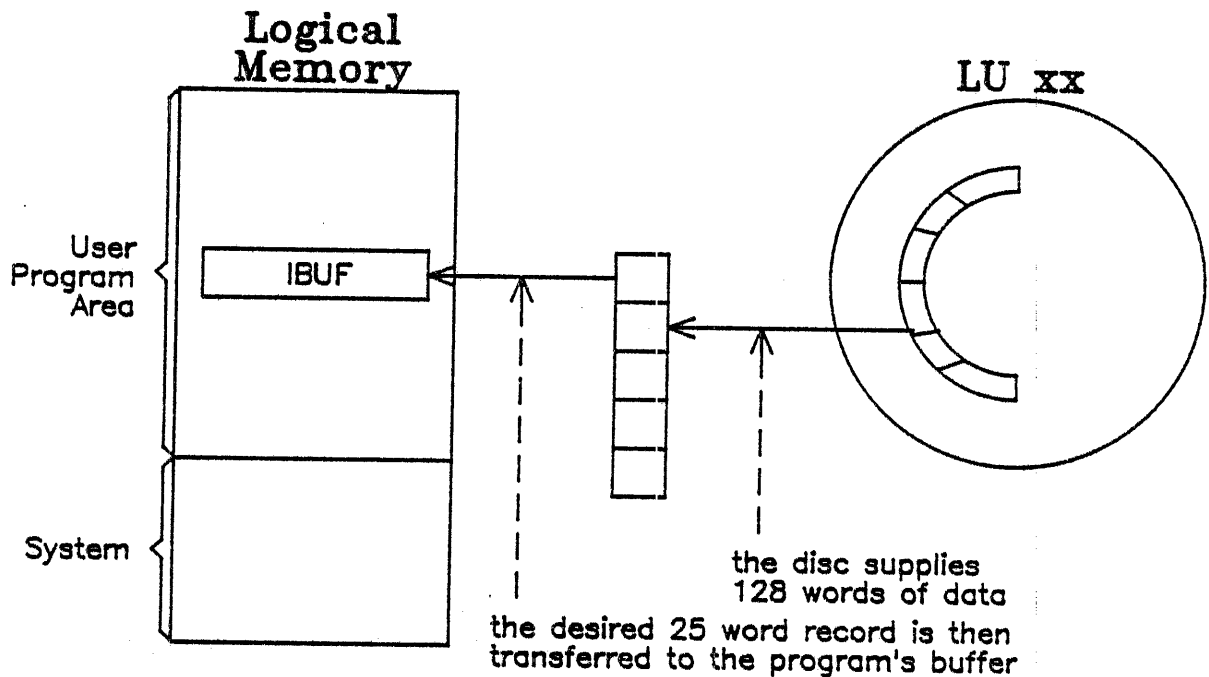 Logical
Memory
LU xx
User
Program
Area
IBUF
System
the disc supplies
128 words of data
the desired 25 word record is then
transferred to the program's buffer